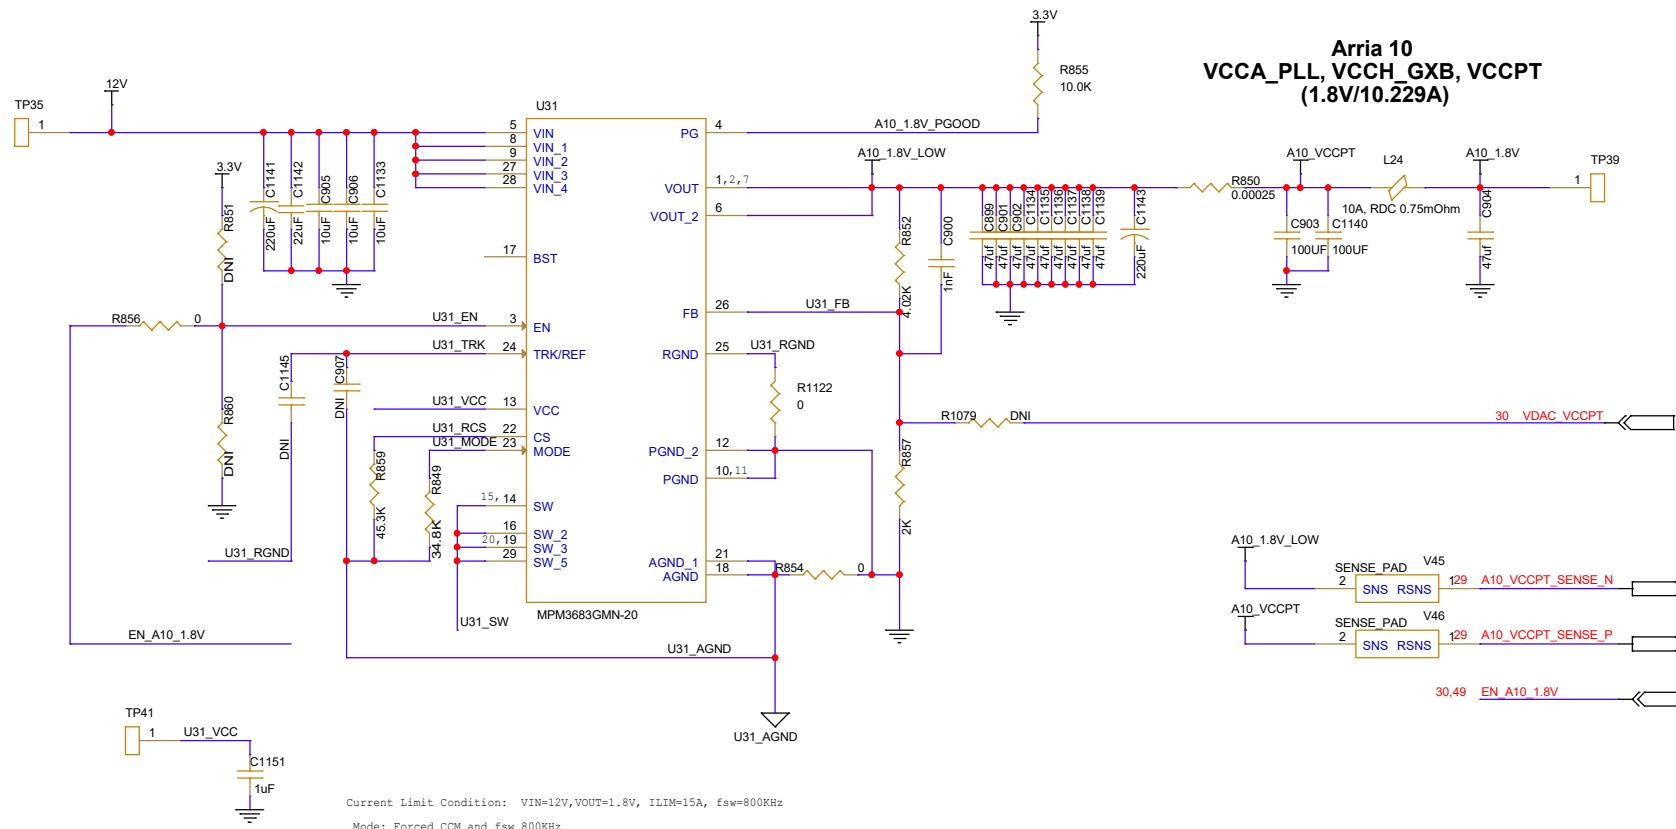 3.3V
Arria 10
VCCA_PLL, VCCH_GXB, VCCPT
(1.8V/10.229A)
R855
10.0K
12V
TP35
1
U31
5 VIN
8 VIN_1
9 VIN_2
27 VIN_3
28 VIN_4
PG 4
A10_1.8V_PGOOD
A10_1.8V_LOW
A10_VCCPT
L24
A10_1.8V
TP39
1
3.3V
R851
DNI
C1141
220uF
C1142
22uF
C905
10uF
C906
10uF
C1133
10uF
VOUT 1,2,7
VOUT_2 6
R852
4.02K
C900
1nF
C899
47uf
C901
47uf
C902
47uf
C1134
47uf
C1135
47uf
C1136
47uf
C1137
47uf
C1138
47uf
C1139
47uf
C1143
220uF
R850
0.00025
10A, RDC 0.75mOhm
C903
100UF
C1140
100UF
C904
47uf
17 BST
FB 26
U31_FB
R856 0
U31_EN 3 EN
U31_TRK 24 TRK/REF
RGND 25 U31_RGND
C1145
DNI
C907
DNI
R1122
0
R860
DNI
U31_VCC 13 VCC
U31_RCS 22 CS
U31_MODE 23 MODE
R859
45.3K
R849
34.8K
PGND_2 12
PGND 10,11
R1079 DNI
30 VDAC_VCCPT
R857
2K
15, 14 SW
16 SW_2
20, 19 SW_3
29 SW_5
U31_RGND
AGND_1 21
AGND 18
R854 0
MPM3683GMN-20
U31_SW
EN_A10_1.8V
U31_AGND
U31_AGND
A10_1.8V_LOW
SENSE_PAD V45
2 SNS RSNS 1
29 A10_VCCPT_SENSE_N
A10_VCCPT
SENSE_PAD V46
2 SNS RSNS 1
29 A10_VCCPT_SENSE_P
30,49 EN_A10_1.8V
TP41
1 U31_VCC
C1151
1uF
Current Limit Condition: VIN=12V,VOUT=1.8V, ILIM=15A, fsw=800KHz
Mode: Forced CCM and fsw 800KHz